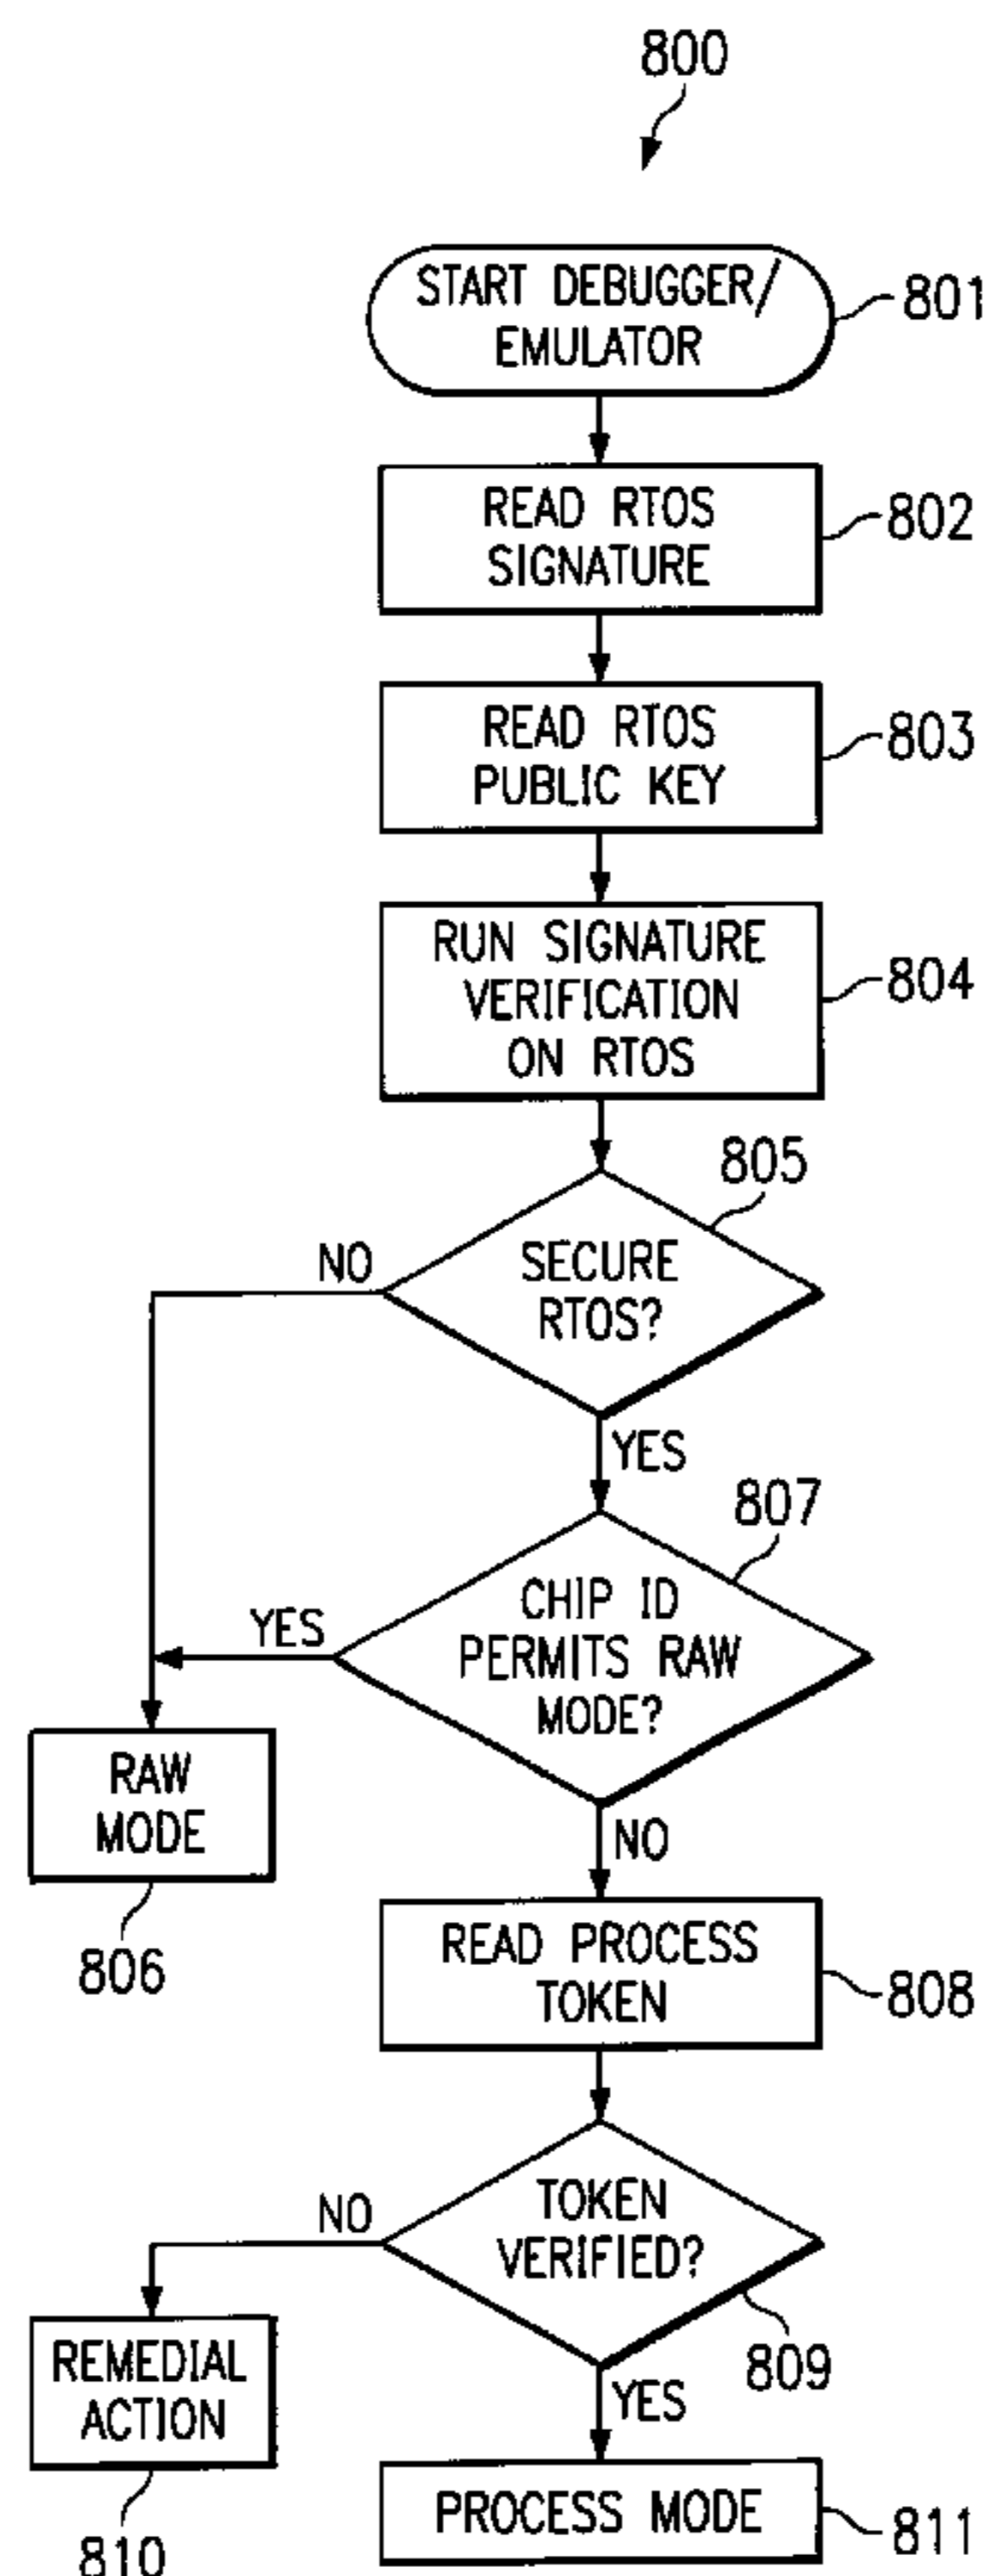 800
START DEBUGGER/
EMULATOR
801
READ RTOS
SIGNATURE
802
READ RTOS
PUBLIC KEY
803
RUN SIGNATURE
VERIFICATION
ON RTOS
804
805
NO
SECURE
RTOS?
YES
807
YES
CHIP ID
PERMITS RAW
MODE?
RAW
MODE
806
NO
READ PROCESS
TOKEN
808
NO
TOKEN
VERIFIED?
809
REMEDIAL
ACTION
810
YES
PROCESS MODE
811